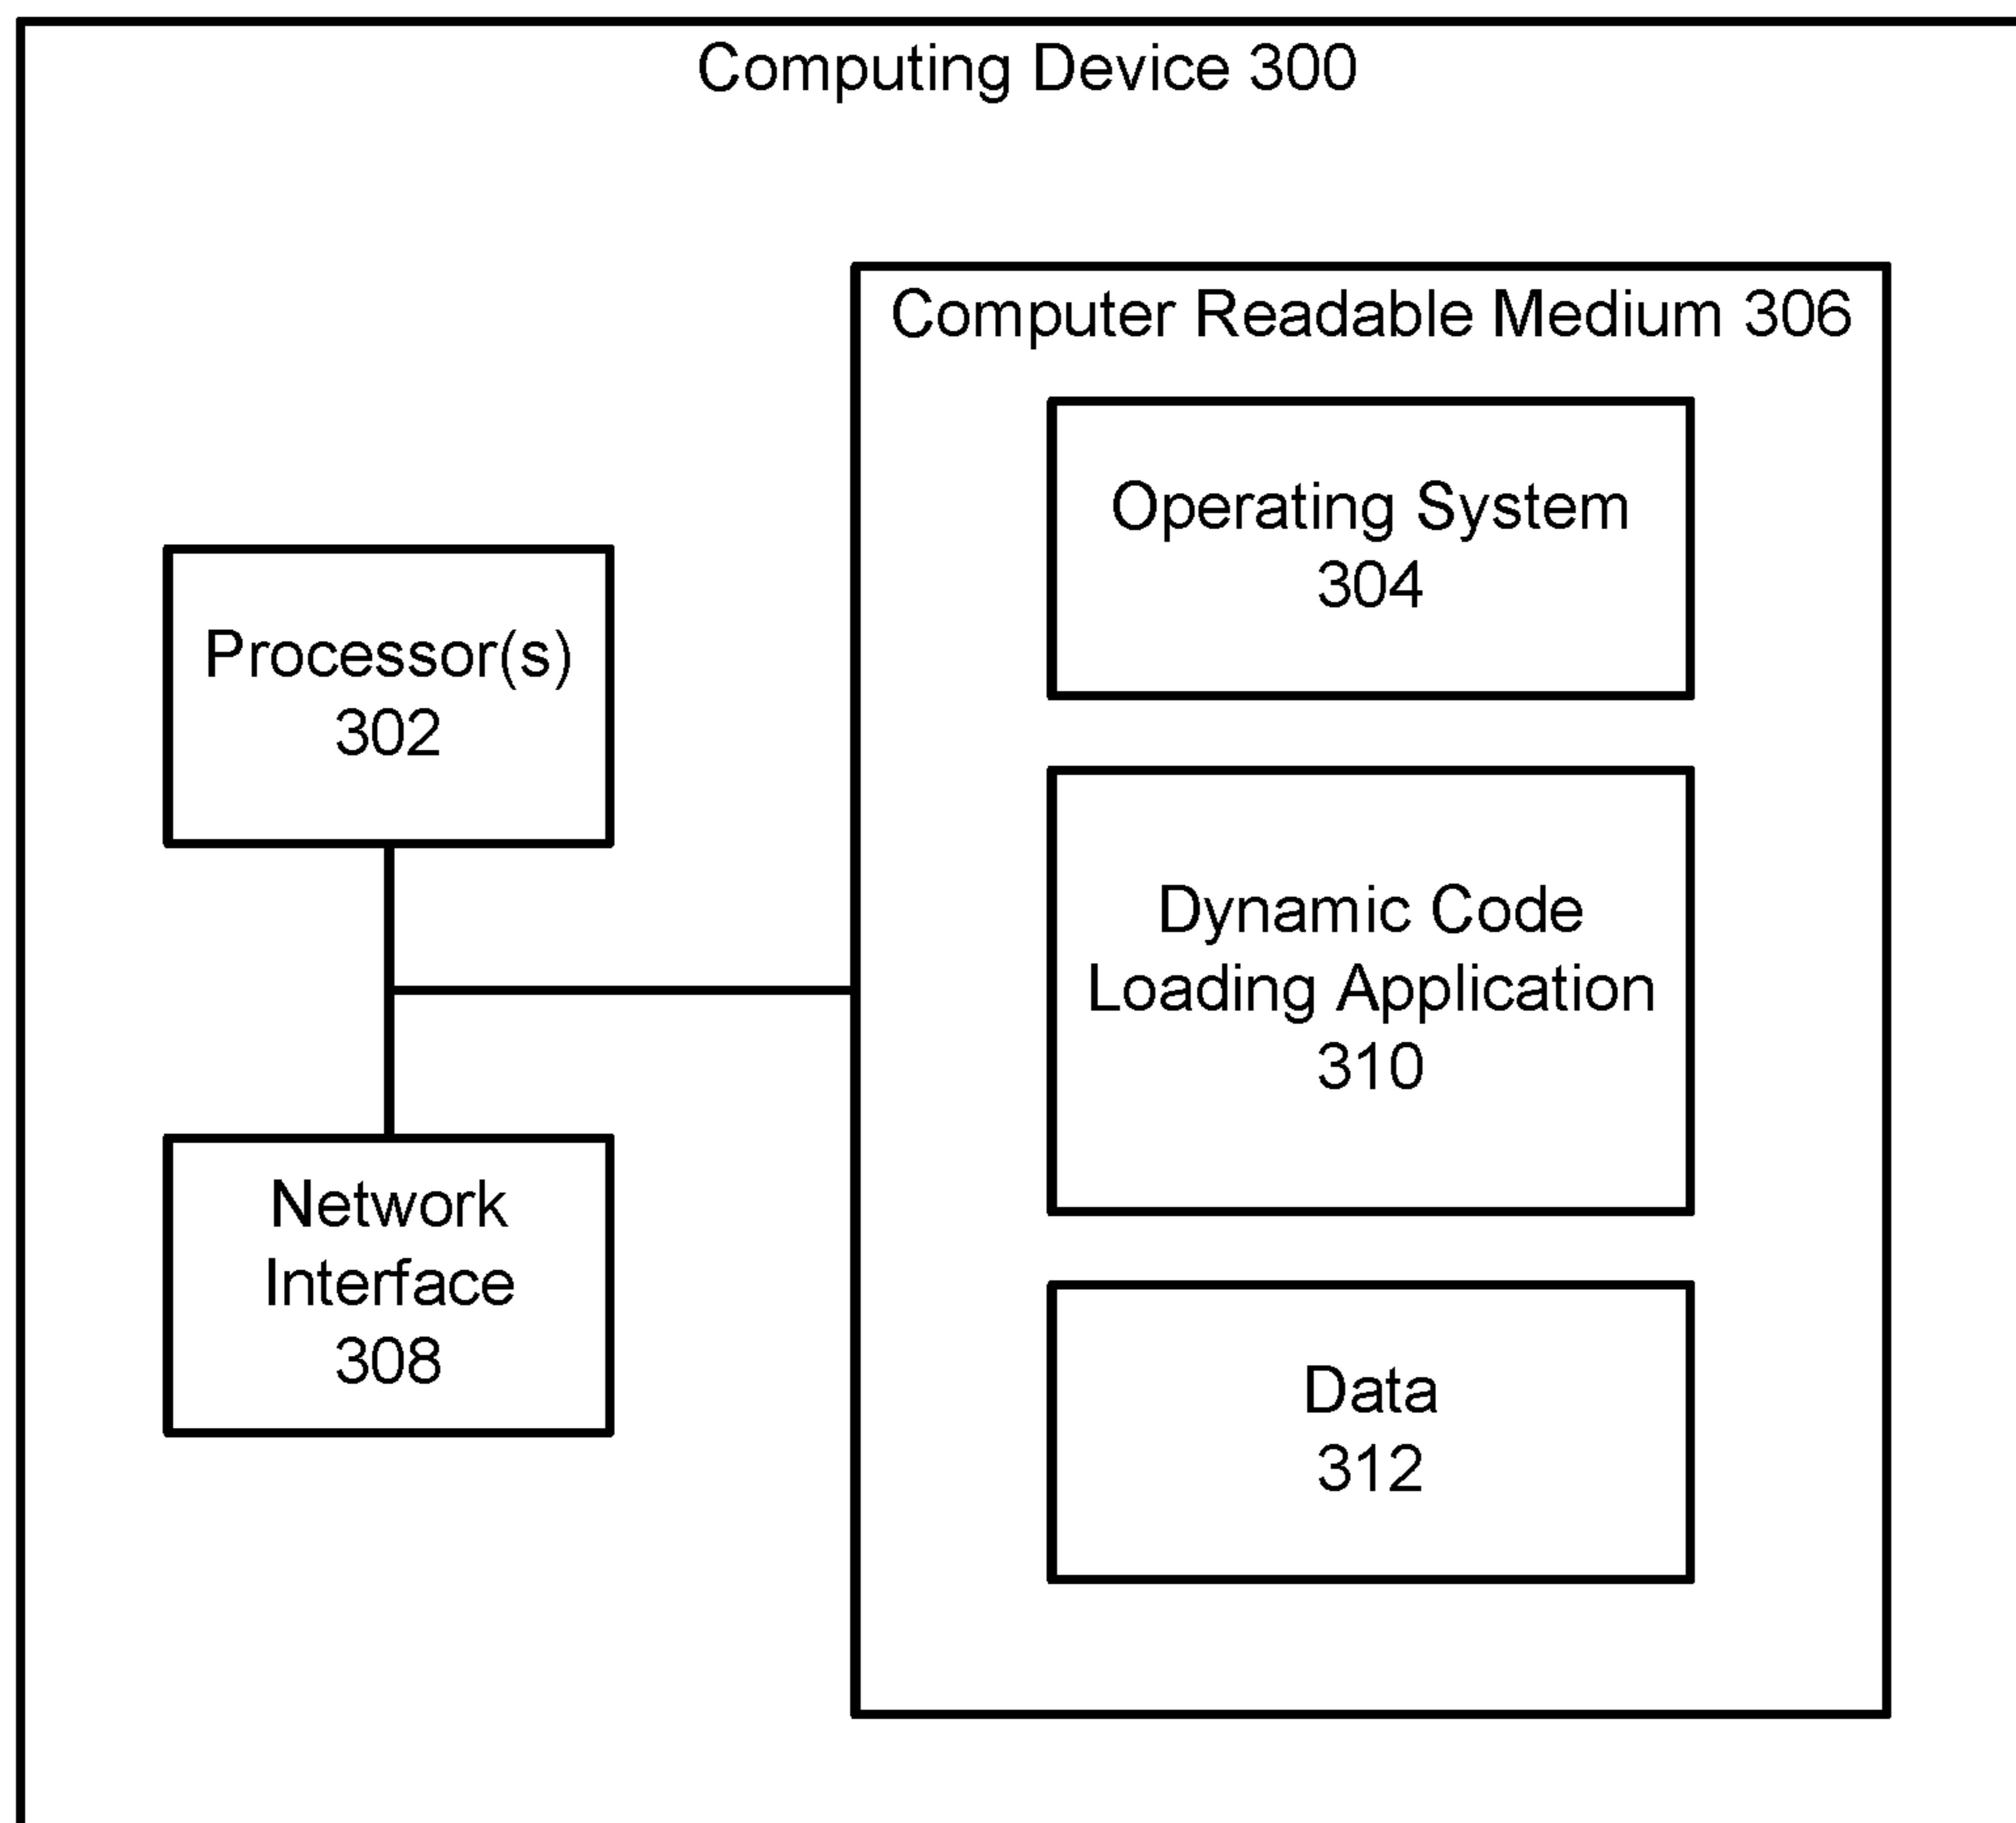 Computing Device 300
Computer Readable Medium 306
Operating System
304
Processor(s)
302
Dynamic Code
Loading Application
310
Network
Interface
308
Data
312